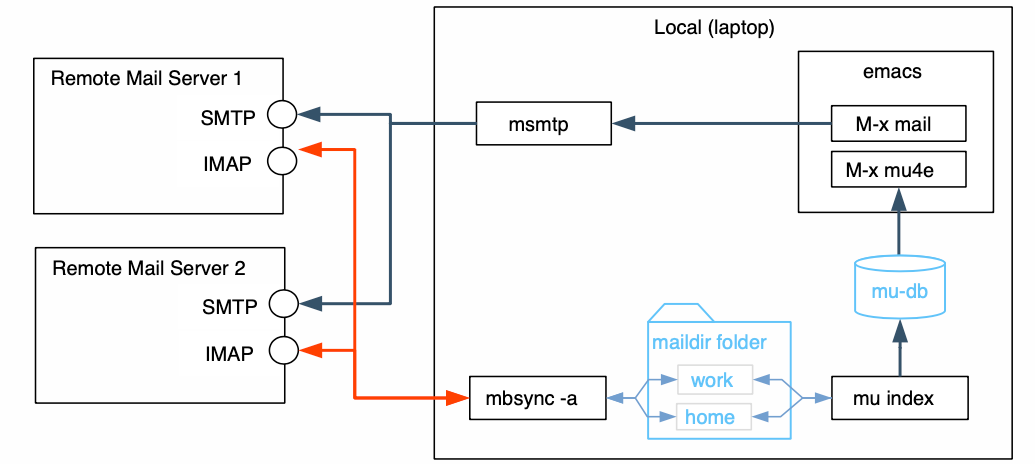 Local (laptop)
Remote Mail Server 1
SMTP
IMAP
msmtp
emacs
M-x mail
M-x mu4e
Remote Mail Server 2
SMTP
IMAP
mu-db
maildir folder
work
home
mbsync -a
mu index